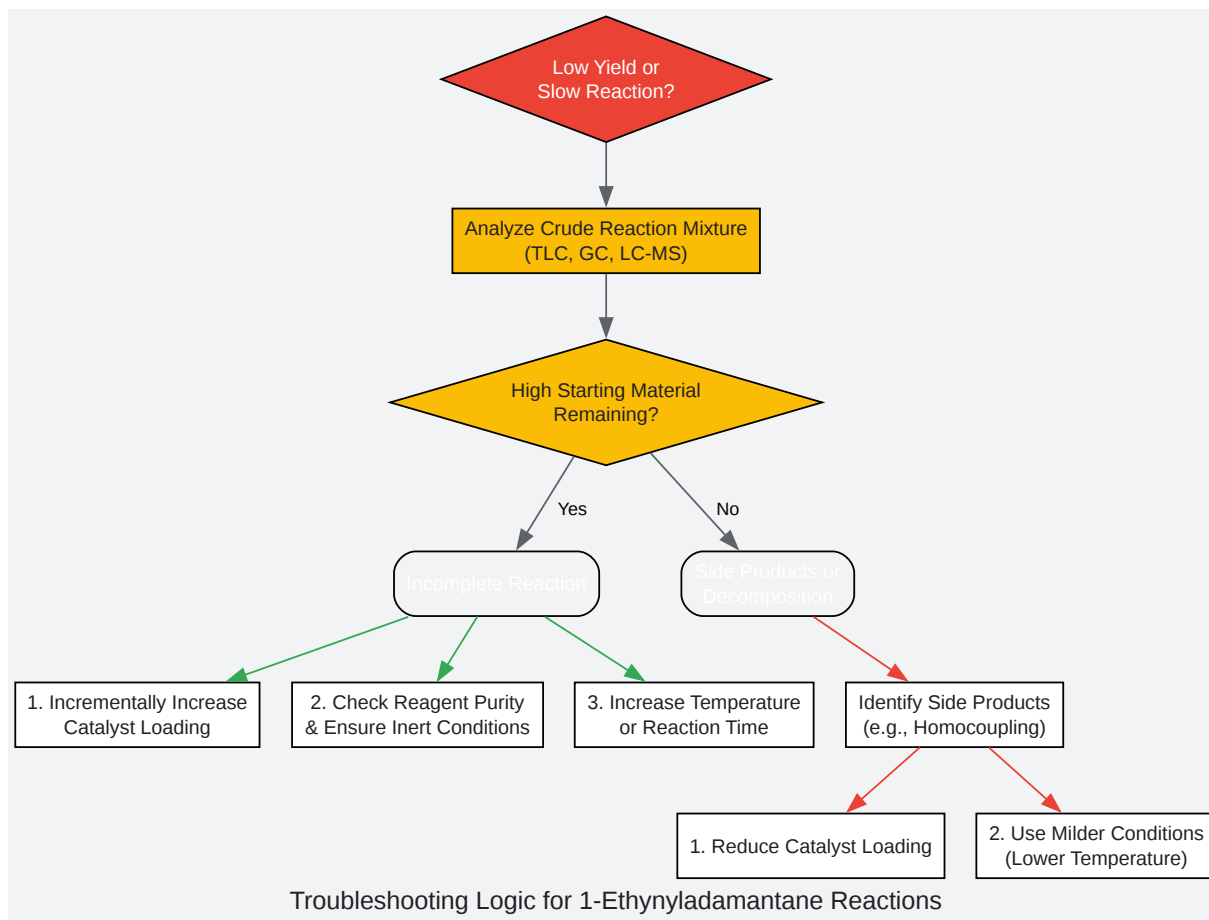 Low Yield or
Slow Reaction?
Analyze Crude Reaction Mixture
(TLC, GC, LC-MS)
High Starting Material
Remaining?
Yes
No
Incomplete Reaction
Side Products or
Decomposition
1. Incrementally Increase
Catalyst Loading
2. Check Reagent Purity
& Ensure Inert Conditions
3. Increase Temperature
or Reaction Time
Identify Side Products
(e.g., Homocoupling)
1. Reduce Catalyst Loading
2. Use Milder Conditions
(Lower Temperature)
Troubleshooting Logic for 1-Ethynyladamantane Reactions